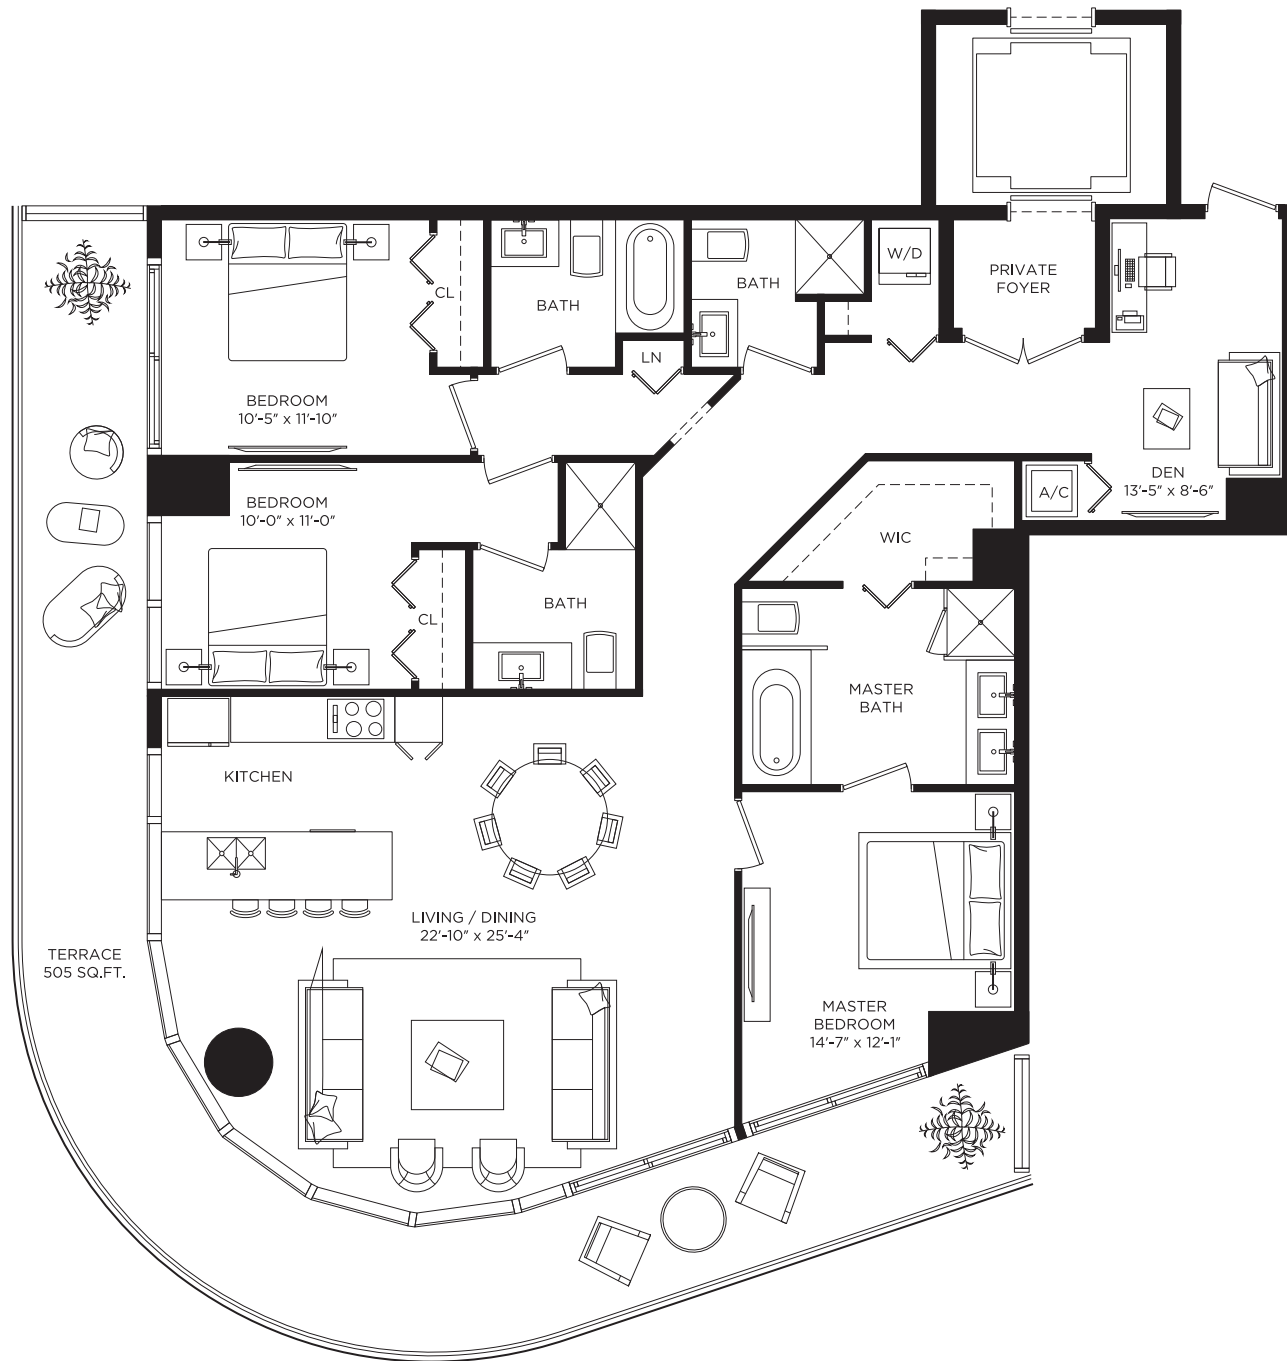 W/D
PRIVATE
FOYER
CL
BATH
BATH
LN
BEDROOM
10'-5" x 11'-10"
DEN
13'-5" x 8'-6"
A/C
BEDROOM
10'-0" x 11'-0"
WIC
BATH
CL
MASTER
BATH
KITCHEN
LIVING / DINING
22'-10" x 25'-4"
TERRACE
505 SQ.FT.
MASTER
BEDROOM
14'-7" x 12'-1"